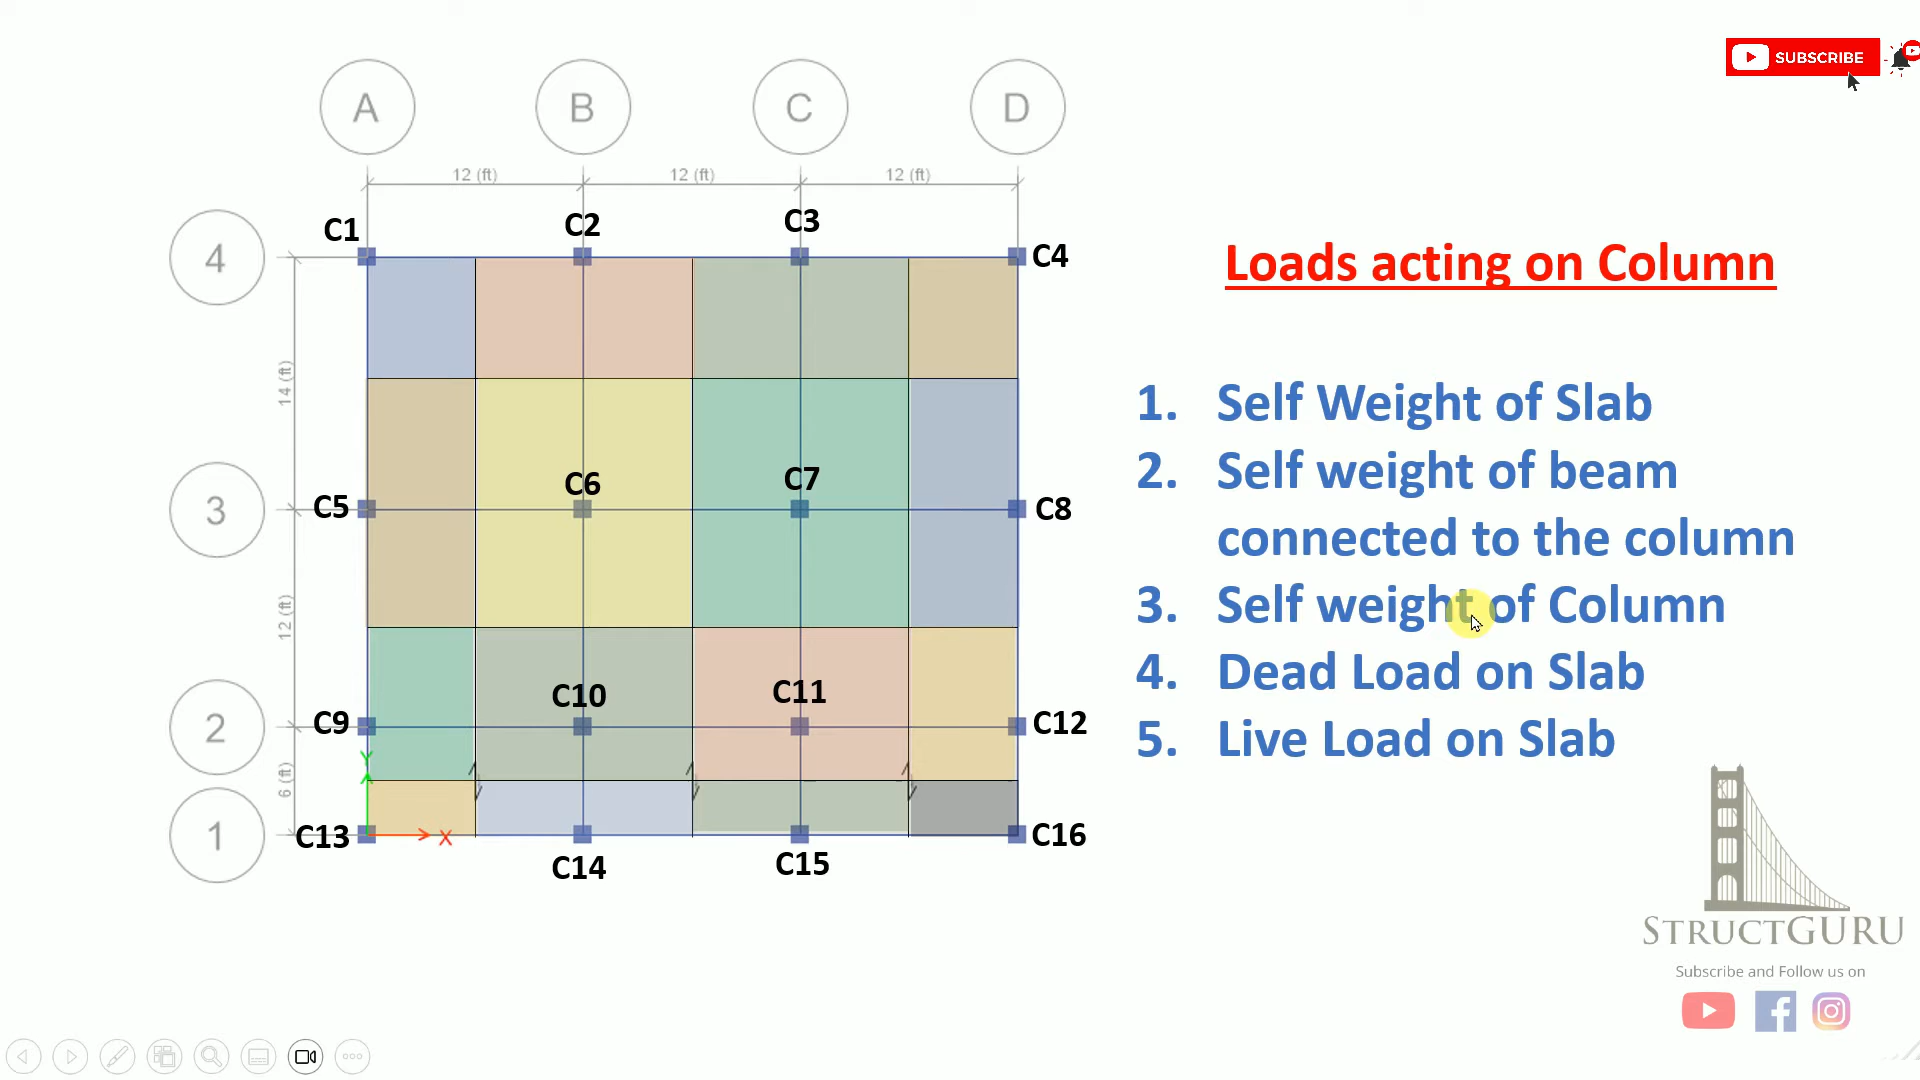 SUBSCRIBE
A
B
C
D
12 (ft)
12 (ft)
12 (ft)
C1
C2
C3
C4
4
14 (ft)
Loads acting on Column
1. Self Weight of Slab
2. Self weight of beam
connected to the column
3. Self weight of Column
4. Dead Load on Slab
5. Live Load on Slab
3
C5
C6
C7
C8
12 (ft)
2
C9
C10
C11
C12
Y
6 (ft)
1
C13
X
C14
C15
C16
STRUCTGURU
Subscribe and Follow us on